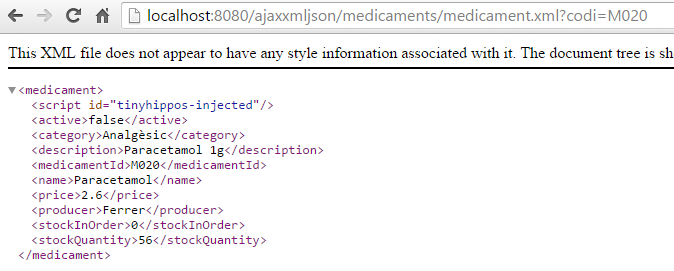 localhost:8080/ajaxxmljson/medicaments/medicament.xml?codi=M020
This XML file does not appear to have any style information associated with it. The document tree is sh
▼<medicament>
<script id="tinyhippos-injected"/>
<active>false</active>
<category>Analgèsic</category>
<description>Paracetamol 1g</description>
<medicamentId>M020</medicamentId>
<name>Paracetamol</name>
<price>2.6</price>
<producer>Ferrer</producer>
<stockInOrder>0</stockInOrder>
<stockQuantity>56</stockQuantity>
</medicament>